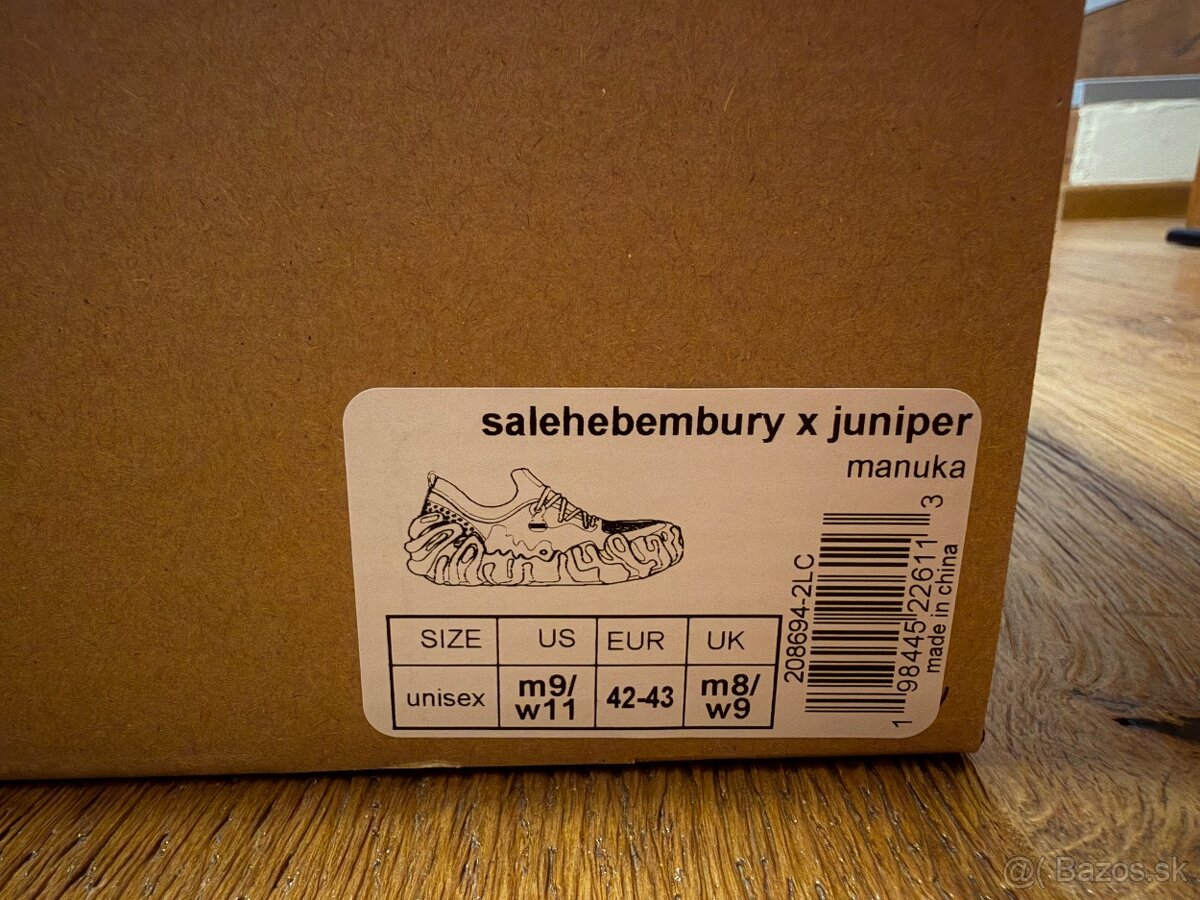 salehebembury x juniper
manuka
SIZE US EUR UK
unisex m9/ w11 42-43 m8/ w9
208694-2LC
1 98445 22611 3
made in china
@( Bazos.sk